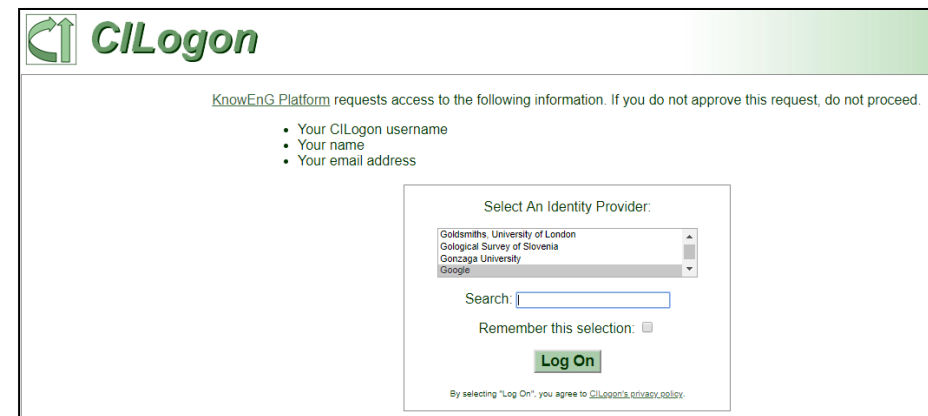 CILogon
KnowEnG Platform requests access to the following information. If you do not approve this request, do not proceed.
Your CILogon username
Your name
Your email address
Select An Identity Provider:
Goldsmiths, University of London
Gological Survey of Slovenia
Gonzaga University
Google
Search:
Remember this selection:
Log On
By selecting "Log On", you agree to CILogon's privacy policy.